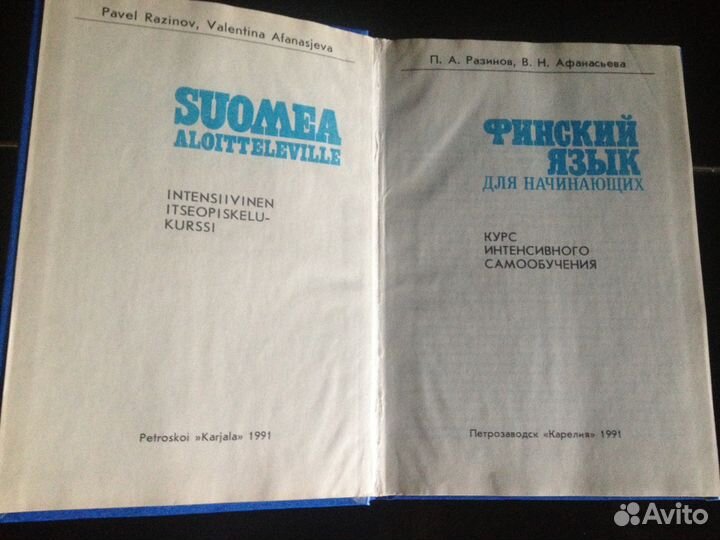 Pavel Razinov, Valentina Afanasjeva
SUOMEA
ALOITTELEVILLE
INTENSIIVINEN
ITSEOPISKELU-
KURSSI
Petroskoi »Karjala» 1991
П. А. Разинов, В. Н. Афанасьева
ФИНСКИЙ
ЯЗЫК
ДЛЯ НАЧИНАЮЩИХ
КУРС
ИНТЕНСИВНОГО
САМООБУЧЕНИЯ
Петрозаводск «Карелия» 1991
Avito